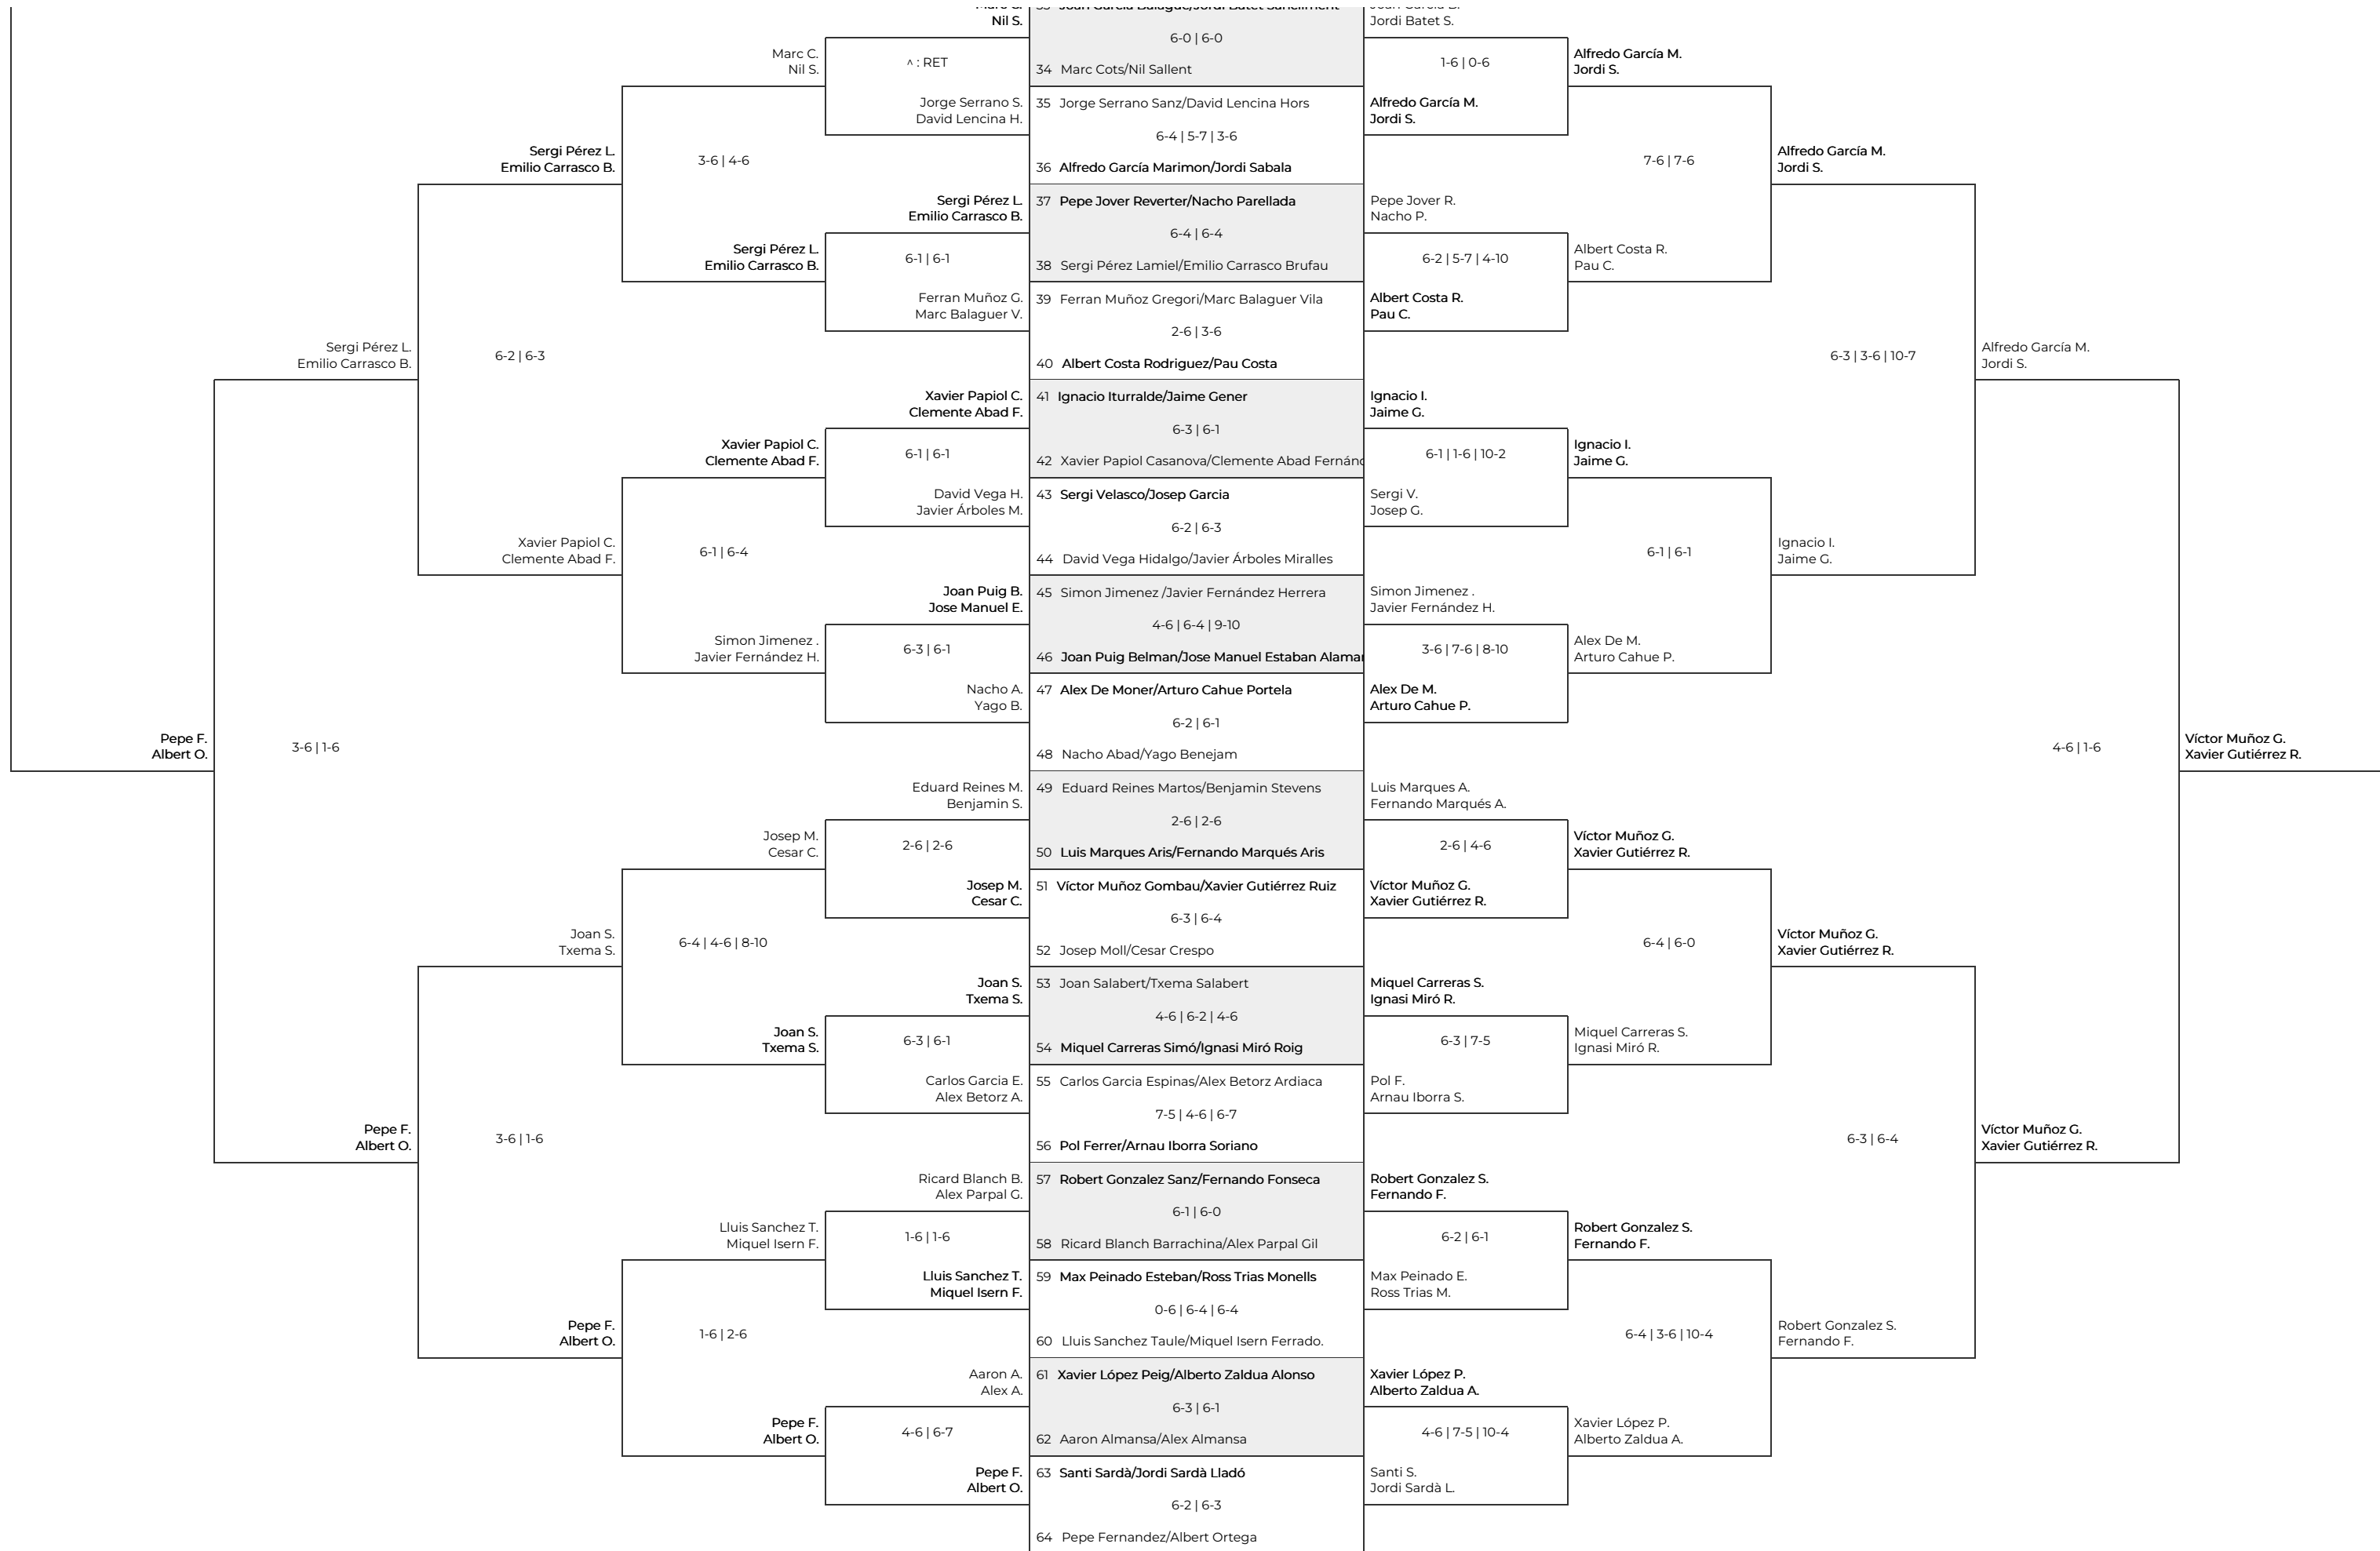 Pepe F.
Albert O.
Sergi Pérez L.
Emilio Carrasco B.
3-6 | 1-6
Pepe F.
Albert O.
Sergi Pérez L.
Emilio Carrasco B.
6-2 | 6-3
Xavier Papiol C.
Clemente Abad F.
Joan S.
Txema S.
3-6 | 1-6
Pepe F.
Albert O.
Marc C.
Nil S.
3-6 | 4-6
Sergi Pérez L.
Emilio Carrasco B.
Xavier Papiol C.
Clemente Abad F.
6-1 | 6-4
Simon Jimenez .
Javier Fernández H.
Josep M.
Cesar C.
6-4 | 4-6 | 8-10
Joan S.
Txema S.
Lluis Sanchez T.
Miquel Isern F.
1-6 | 2-6
Pepe F.
Albert O.
Nil S.
^ : RET
Jorge Serrano S.
David Lencina H.
Sergi Pérez L.
Emilio Carrasco B.
6-1 | 6-1
Ferran Muñoz G.
Marc Balaguer V.
Xavier Papiol C.
Clemente Abad F.
6-1 | 6-1
David Vega H.
Javier Árboles M.
Joan Puig B.
Jose Manuel E.
6-3 | 6-1
Nacho A.
Yago B.
Eduard Reines M.
Benjamin S.
2-6 | 2-6
Josep M.
Cesar C.
Joan S.
Txema S.
6-3 | 6-1
Carlos Garcia E.
Alex Betorz A.
Ricard Blanch B.
Alex Parpal G.
1-6 | 1-6
Lluis Sanchez T.
Miquel Isern F.
Aaron A.
Alex A.
4-6 | 6-7
Pepe F.
Albert O.
6-0 | 6-0
34 Marc Cots/Nil Sallent
35 Jorge Serrano Sanz/David Lencina Hors
6-4 | 5-7 | 3-6
36 Alfredo García Marimon/Jordi Sabala
37 Pepe Jover Reverter/Nacho Parellada
6-4 | 6-4
38 Sergi Pérez Lamiel/Emilio Carrasco Brufau
39 Ferran Muñoz Gregori/Marc Balaguer Vila
2-6 | 3-6
40 Albert Costa Rodriguez/Pau Costa
41 Ignacio Iturralde/Jaime Gener
6-3 | 6-1
42 Xavier Papiol Casanova/Clemente Abad Fernánd
43 Sergi Velasco/Josep Garcia
6-2 | 6-3
44 David Vega Hidalgo/Javier Árboles Miralles
45 Simon Jimenez /Javier Fernández Herrera
4-6 | 6-4 | 9-10
46 Joan Puig Belman/Jose Manuel Estaban Alamar
47 Alex De Moner/Arturo Cahue Portela
6-2 | 6-1
48 Nacho Abad/Yago Benejam
49 Eduard Reines Martos/Benjamin Stevens
2-6 | 2-6
50 Luis Marques Aris/Fernando Marqués Aris
51 Víctor Muñoz Gombau/Xavier Gutiérrez Ruiz
6-3 | 6-4
52 Josep Moll/Cesar Crespo
53 Joan Salabert/Txema Salabert
4-6 | 6-2 | 4-6
54 Miquel Carreras Simó/Ignasi Miró Roig
55 Carlos Garcia Espinas/Alex Betorz Ardiaca
7-5 | 4-6 | 6-7
56 Pol Ferrer/Arnau Iborra Soriano
57 Robert Gonzalez Sanz/Fernando Fonseca
6-1 | 6-0
58 Ricard Blanch Barrachina/Alex Parpal Gil
59 Max Peinado Esteban/Ross Trias Monells
0-6 | 6-4 | 6-4
60 Lluis Sanchez Taule/Miquel Isern Ferrado.
61 Xavier López Peig/Alberto Zaldua Alonso
6-3 | 6-1
62 Aaron Almansa/Alex Almansa
63 Santi Sardà/Jordi Sardà Lladó
6-2 | 6-3
64 Pepe Fernandez/Albert Ortega
Jordi Batet S.
1-6 | 0-6
Alfredo García M.
Jordi S.
Pepe Jover R.
Nacho P.
6-2 | 5-7 | 4-10
Albert Costa R.
Pau C.
Ignacio I.
Jaime G.
6-1 | 1-6 | 10-2
Sergi V.
Josep G.
Simon Jimenez .
Javier Fernández H.
3-6 | 7-6 | 8-10
Alex De M.
Arturo Cahue P.
Luis Marques A.
Fernando Marqués A.
2-6 | 4-6
Víctor Muñoz G.
Xavier Gutiérrez R.
Miquel Carreras S.
Ignasi Miró R.
6-3 | 7-5
Pol F.
Arnau Iborra S.
Robert Gonzalez S.
Fernando F.
6-2 | 6-1
Max Peinado E.
Ross Trias M.
Xavier López P.
Alberto Zaldua A.
4-6 | 7-5 | 10-4
Santi S.
Jordi Sardà L.
Alfredo García M.
Jordi S.
7-6 | 7-6
Albert Costa R.
Pau C.
Ignacio I.
Jaime G.
6-1 | 6-1
Alex De M.
Arturo Cahue P.
Víctor Muñoz G.
Xavier Gutiérrez R.
6-4 | 6-0
Miquel Carreras S.
Ignasi Miró R.
Robert Gonzalez S.
Fernando F.
6-4 | 3-6 | 10-4
Xavier López P.
Alberto Zaldua A.
Alfredo García M.
Jordi S.
6-3 | 3-6 | 10-7
Ignacio I.
Jaime G.
Víctor Muñoz G.
Xavier Gutiérrez R.
6-3 | 6-4
Robert Gonzalez S.
Fernando F.
Alfredo García M.
Jordi S.
4-6 | 1-6
Víctor Muñoz G.
Xavier Gutiérrez R.
Víctor Muñoz G.
Xavier Gutiérrez R.